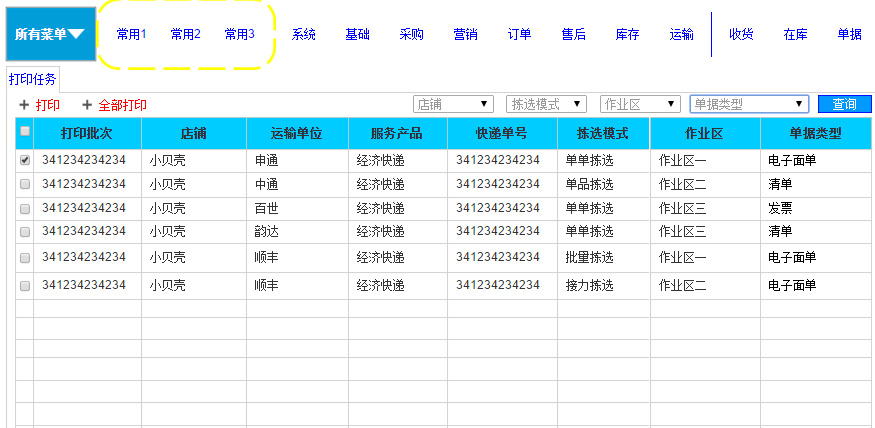 所有菜单 常用1 常用2 常用3 系统 基础 采购 营销 订单 售后 库存 运输 收货 在库 单据
打印任务
+ 打印 + 全部打印 店铺 拣选模式 作业区 单据类型 查询
打印批次 店铺 运输单位 服务产品 快递单号 拣选模式 作业区 单据类型
341234234234 小贝壳 申通 经济快递 341234234234 单单拣选 作业区一 电子面单
341234234234 小贝壳 中通 经济快递 341234234234 单品拣选 作业区二 清单
341234234234 小贝壳 百世 经济快递 341234234234 单单拣选 作业区三 发票
341234234234 小贝壳 韵达 经济快递 341234234234 单单拣选 作业区三 清单
341234234234 小贝壳 顺丰 经济快递 341234234234 批量拣选 作业区一 电子面单
341234234234 小贝壳 顺丰 经济快递 341234234234 接力拣选 作业区二 电子面单